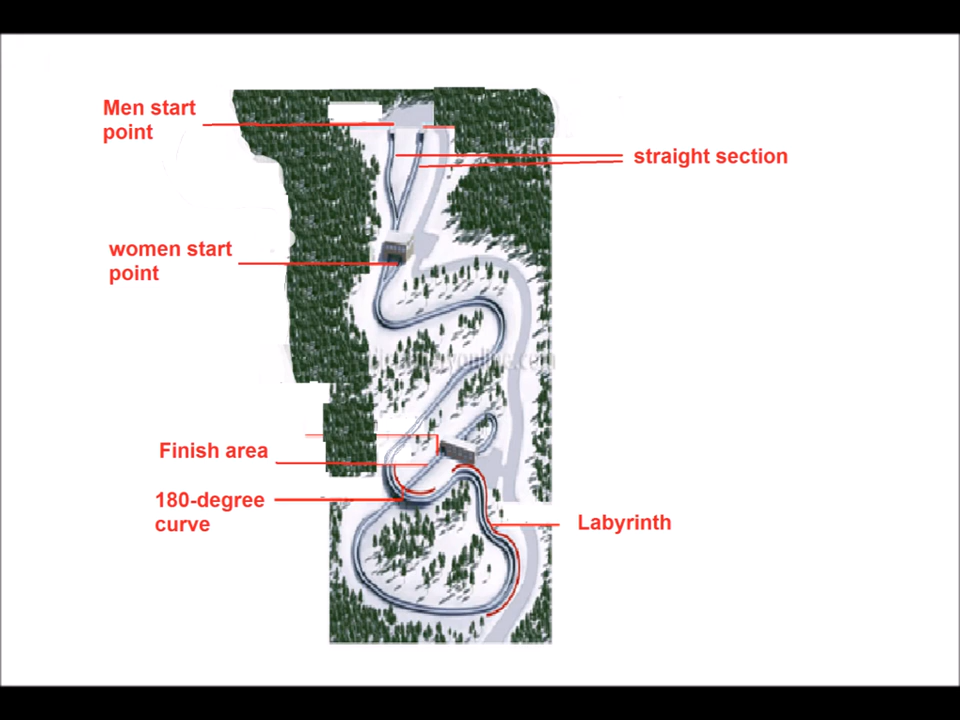 Men start
point
straight section
women start
point
Finish area
180-degree
curve
Labyrinth